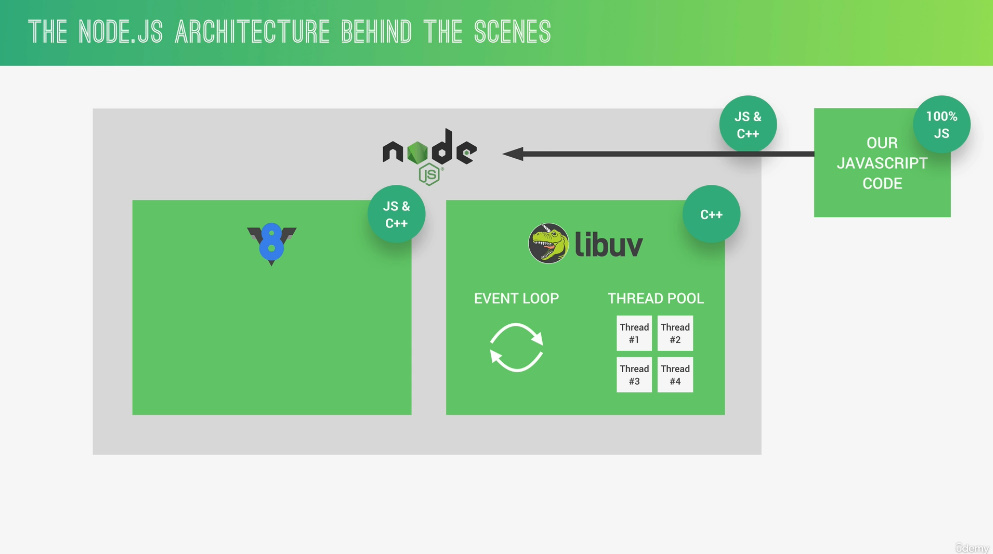 THE NODE.JS ARCHITECTURE BEHIND THE SCENES
JS &
C++
100%
JS
OUR
JAVASCRIPT
CODE
node
JS
JS &
C++
8
C++
libuv
EVENT LOOP
THREAD POOL
Thread
#1
Thread
#2
Thread
#3
Thread
#4
ûdemy